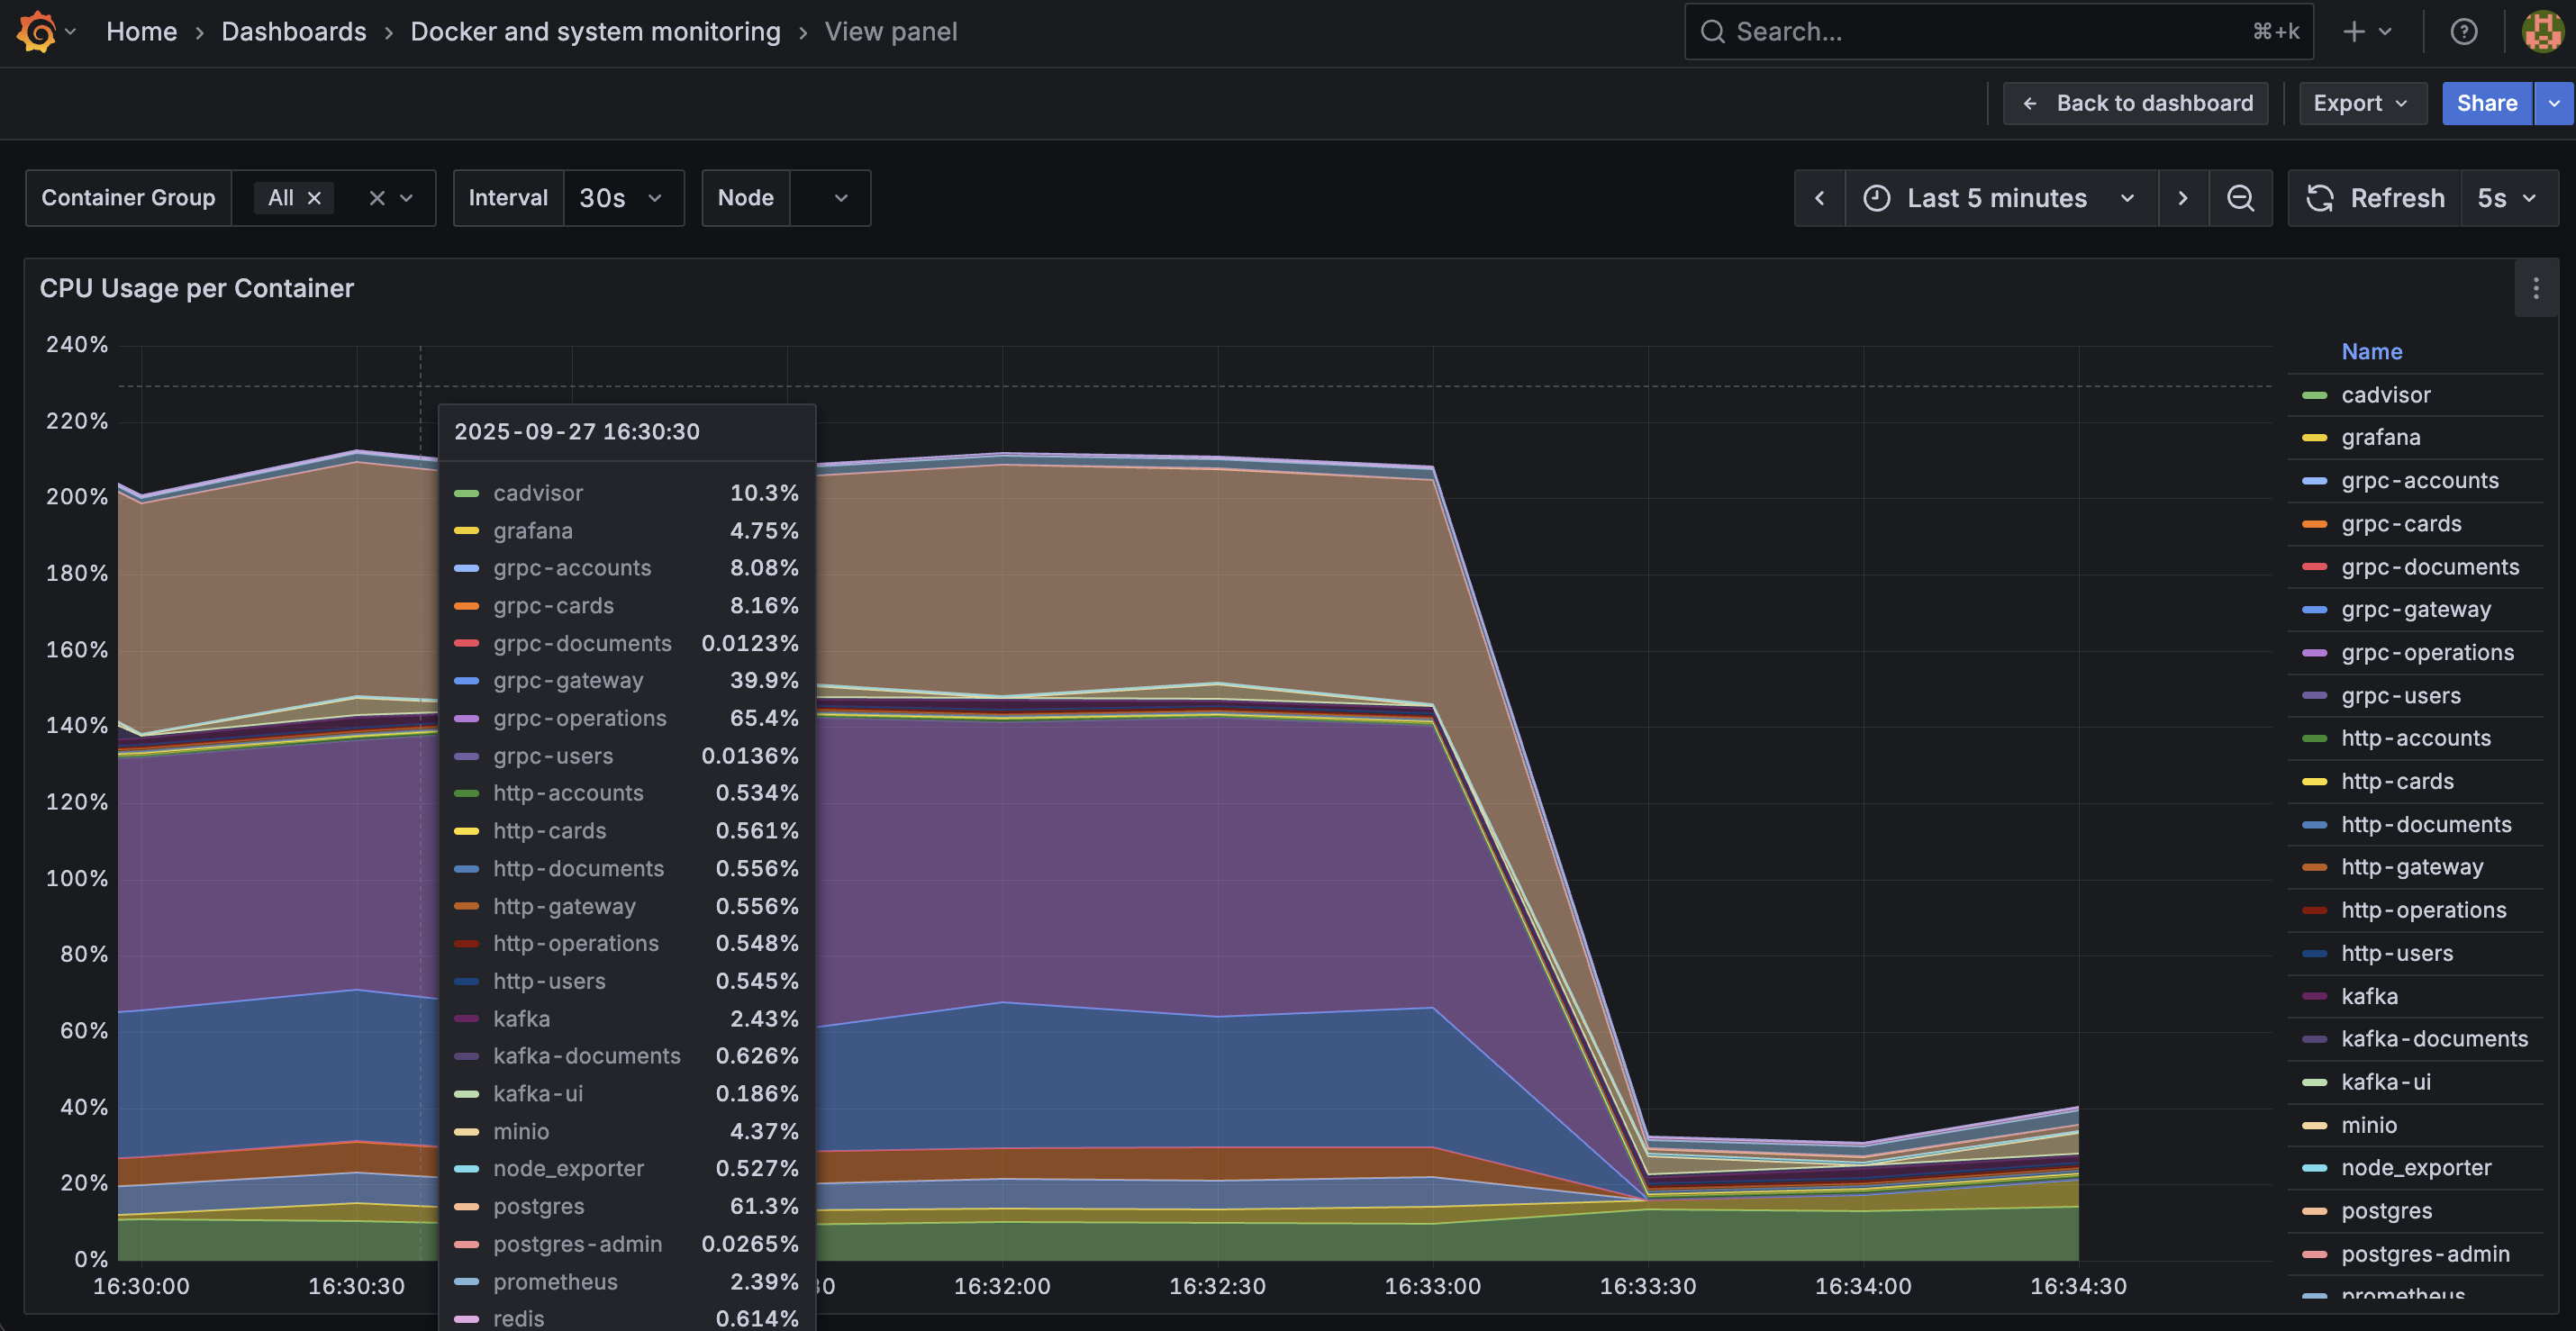 Home › Dashboards › Docker and system monitoring › View panel
Search... ⌘+k
Back to dashboard Export Share
Container Group All Interval 30s Node Last 5 minutes Refresh 5s
CPU Usage per Container
240%
220%
200%
180%
160%
140%
120%
100%
80%
60%
40%
20%
0%
16:30:00 16:30:30 16:32:00 16:32:30 16:33:00 16:33:30 16:34:00 16:34:30
2025-09-27 16:30:30
cadvisor 10.3%
grafana 4.75%
grpc-accounts 8.08%
grpc-cards 8.16%
grpc-documents 0.0123%
grpc-gateway 39.9%
grpc-operations 65.4%
grpc-users 0.0136%
http-accounts 0.534%
http-cards 0.561%
http-documents 0.556%
http-gateway 0.556%
http-operations 0.548%
http-users 0.545%
kafka 2.43%
kafka-documents 0.626%
kafka-ui 0.186%
minio 4.37%
node_exporter 0.527%
postgres 61.3%
postgres-admin 0.0265%
prometheus 2.39%
redis 0.614%
Name
cadvisor
grafana
grpc-accounts
grpc-cards
grpc-documents
grpc-gateway
grpc-operations
grpc-users
http-accounts
http-cards
http-documents
http-gateway
http-operations
http-users
kafka
kafka-documents
kafka-ui
minio
node_exporter
postgres
postgres-admin
prometheus